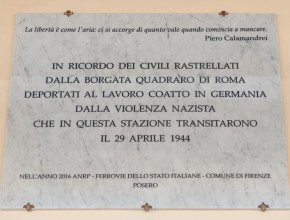 La libertà è come l'aria: ci si accorge di quanto vale quando comincia a mancare.
Piero Calamandrei
IN RICORDO DEI CIVILI RASTRELLATI
DALLA BORGATA QUADRARO DI ROMA
DEPORTATI AL LAVORO COATTO IN GERMANIA
DALLA VIOLENZA NAZISTA
CHE IN QUESTA STAZIONE TRANSITARONO
IL 29 APRILE 1944
NELL'ANNO 2016 ANRP - FERROVIE DELLO STATO ITALIANE - COMUNE DI FIRENZE
POSERO